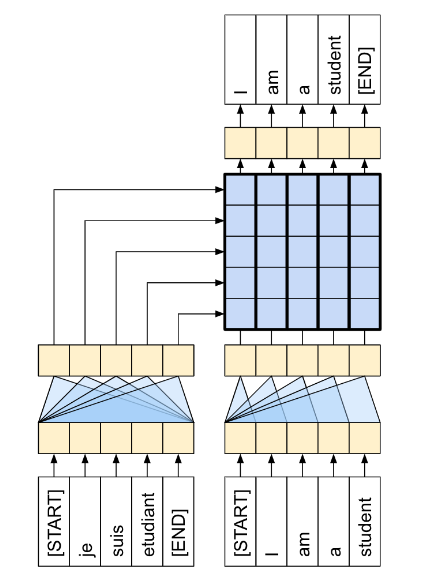 I
am
a
student
[END]
[START]
je
suis
etudiant
[END]
[START]
I
am
a
student